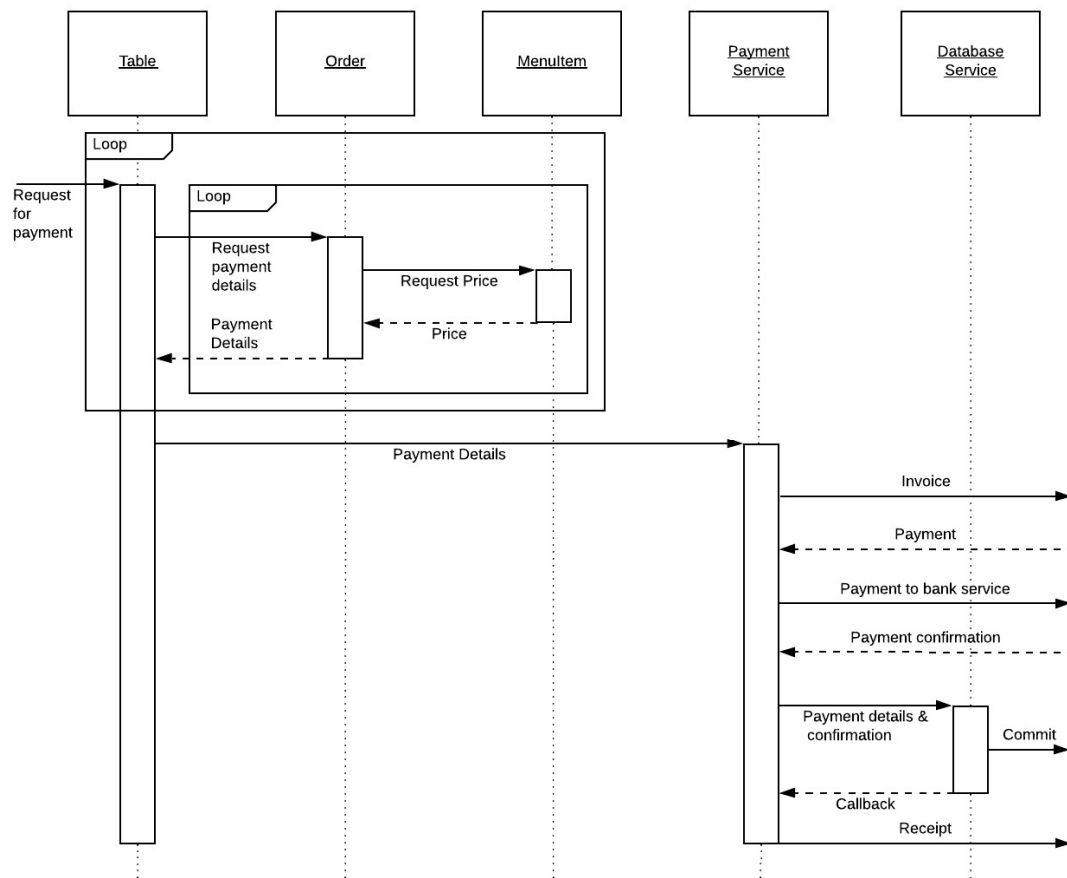 Table
Order
MenuItem
Payment
Service
Database
Service
Loop
Request
for
payment
Loop
Request
payment
details
Request Price
Price
Payment
Details
Payment Details
Invoice
Payment
Payment to bank service
Payment confirmation
Payment details &
confirmation
Commit
Callback
Receipt